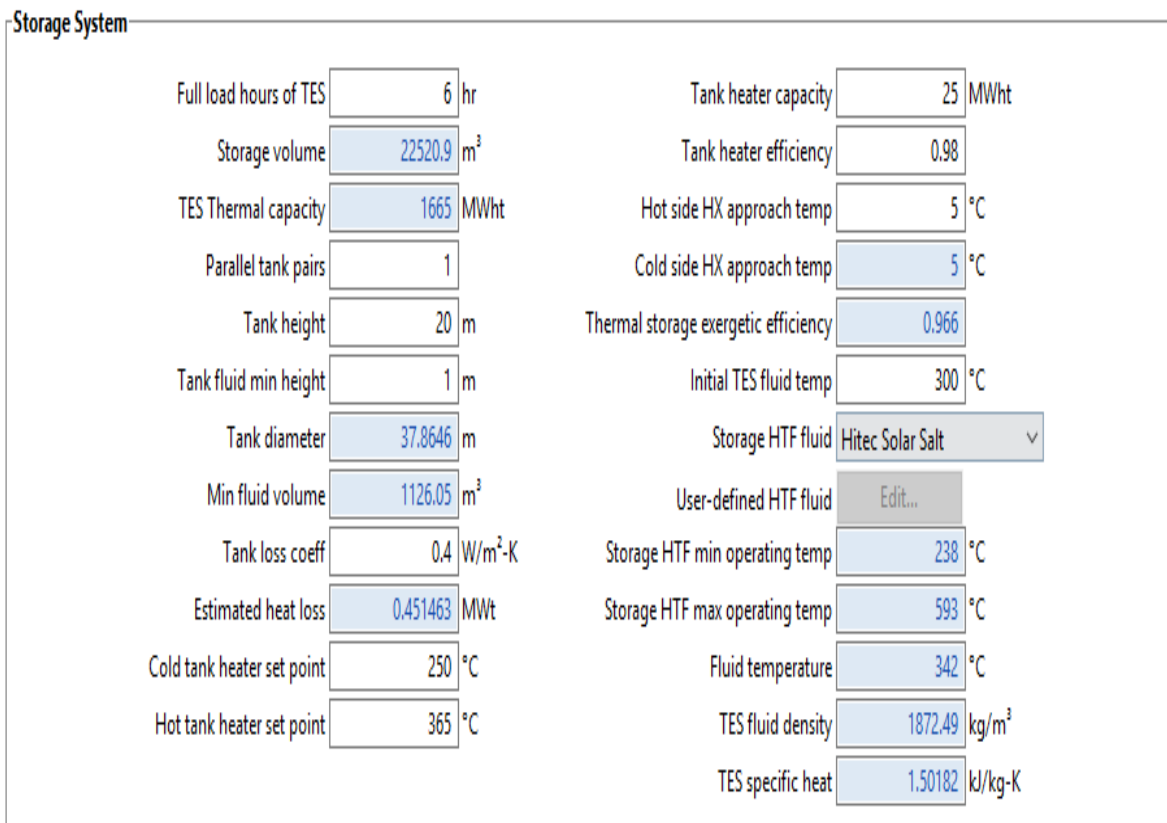 Storage System
Full load hours of TES 6 hr
Storage volume 22520.9 m³
TES Thermal capacity 1665 MWht
Parallel tank pairs 1
Tank height 20 m
Tank fluid min height 1 m
Tank diameter 37.8646 m
Min fluid volume 1126.05 m³
Tank loss coeff 0.4 W/m²-K
Estimated heat loss 0.451463 MWt
Cold tank heater set point 250 °C
Hot tank heater set point 365 °C
Tank heater capacity 25 MWht
Tank heater efficiency 0.98
Hot side HX approach temp 5 °C
Cold side HX approach temp 5 °C
Thermal storage exergetic efficiency 0.966
Initial TES fluid temp 300 °C
Storage HTF fluid Hitec Solar Salt
User-defined HTF fluid Edit...
Storage HTF min operating temp 238 °C
Storage HTF max operating temp 593 °C
Fluid temperature 342 °C
TES fluid density 1872.49 kg/m³
TES specific heat 1.50182 kJ/kg-K